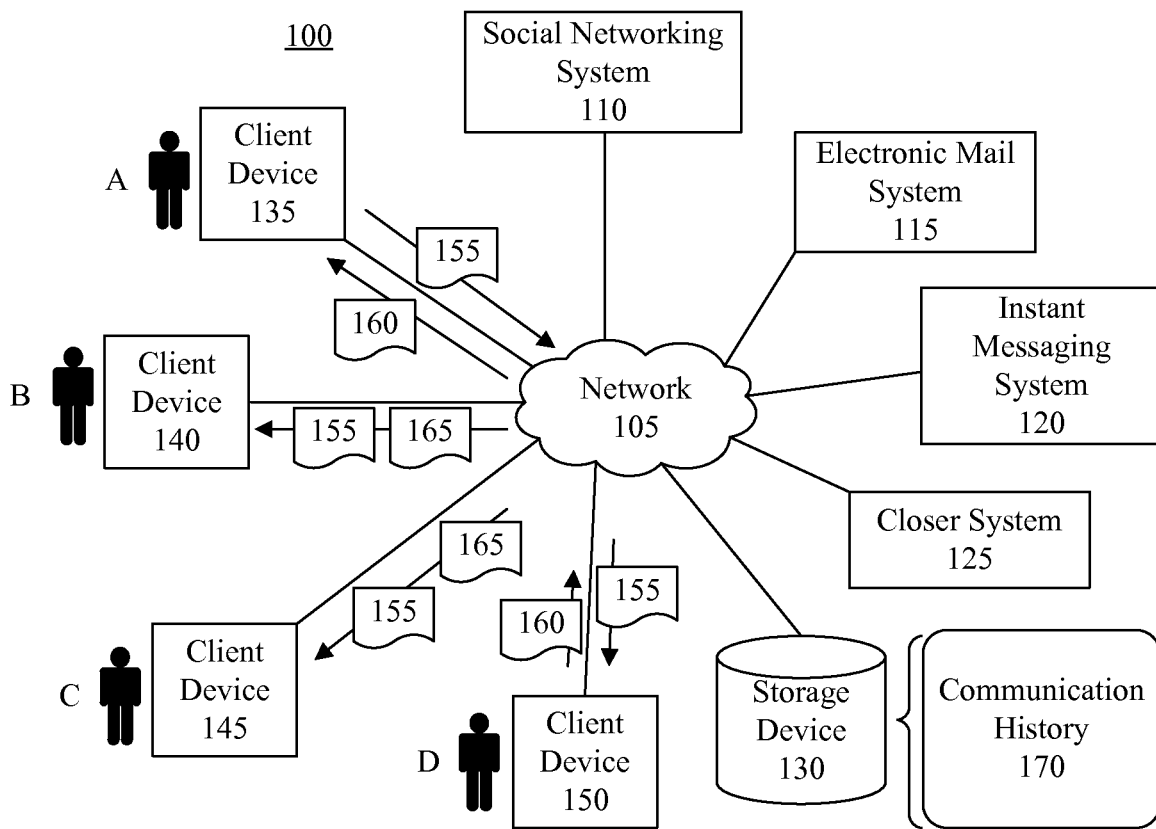 100
Social Networking
System
110
Electronic Mail
System
115
A
Client
Device
135
155
160
Instant
Messaging
System
120
B
Client
Device
140
155
165
Network
105
Closer System
125
165
155
C
Client
Device
145
160
155
D
Client
Device
150
Storage
Device
130
Communication
History
170